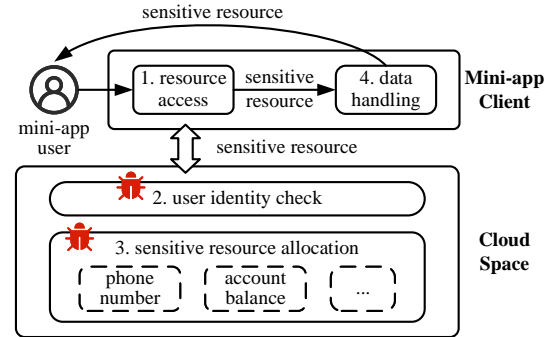 sensitive resource
1. resource
access
sensitive
resource
4. data
handling
Mini-app
Client
mini-app
user
sensitive resource
2. user identity check
3. sensitive resource allocation
phone
number
account
balance
...
Cloud
Space